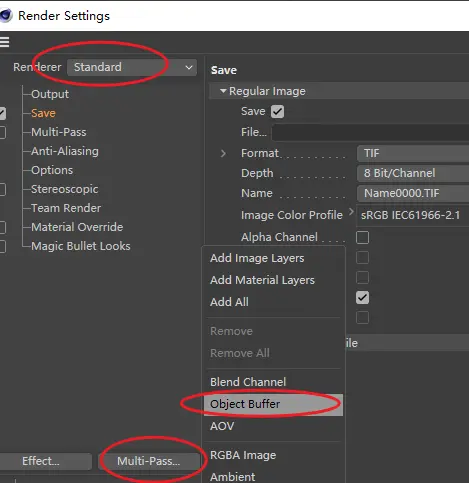 Render Settings
Renderer Standard
Output
Save
Multi-Pass
Anti-Aliasing
Options
Stereoscopic
Team Render
Material Override
Magic Bullet Looks
Effect...
Multi-Pass...
Save
Regular Image
Save
File...
Format TIF
Depth 8 Bit/Channel
Name Name0000.TIF
Image Color Profile sRGB IEC61966-2.1
Alpha Channel
ile
Add Image Layers
Add Material Layers
Add All
Remove
Remove All
Blend Channel
Object Buffer
AOV
RGBA Image
Ambient